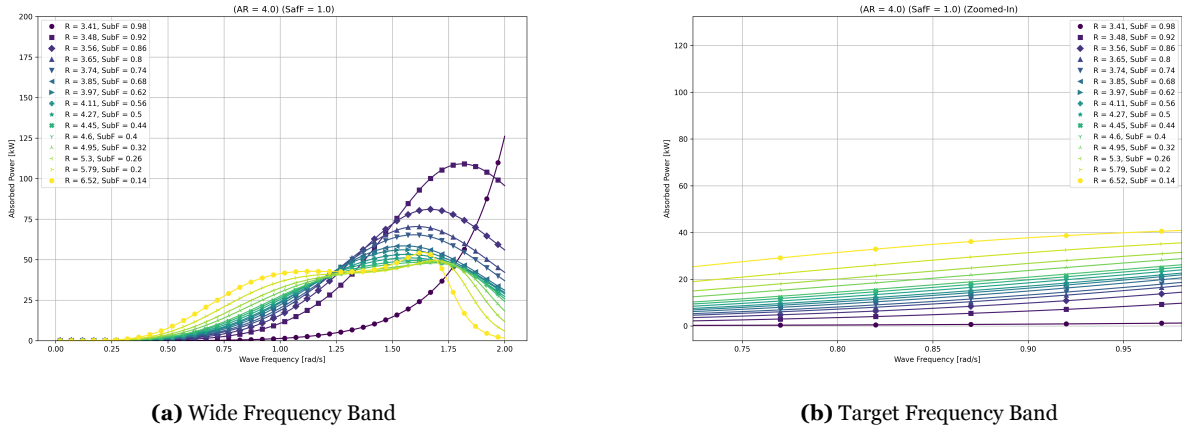 (AR = 4.0) (SafF = 1.0)
200
175
150
125
100
75
50
25
0
Absorbed Power [kW]
R = 3.41, SubF = 0.98
R = 3.48, SubF = 0.92
R = 3.56, SubF = 0.86
R = 3.65, SubF = 0.8
R = 3.74, SubF = 0.74
R = 3.85, SubF = 0.68
R = 3.97, SubF = 0.62
R = 4.11, SubF = 0.56
R = 4.27, SubF = 0.5
R = 4.45, SubF = 0.44
R = 4.6, SubF = 0.4
R = 4.95, SubF = 0.32
R = 5.3, SubF = 0.26
R = 5.79, SubF = 0.2
R = 6.52, SubF = 0.14
0.00 0.25 0.50 0.75 1.00 1.25 1.50 1.75 2.00
Wave Frequency [rad/s]
(a) Wide Frequency Band
(AR = 4.0) (SafF = 1.0) (Zoomed-In)
120
100
80
60
40
20
0
Absorbed Power [kW]
R = 3.41, SubF = 0.98
R = 3.48, SubF = 0.92
R = 3.56, SubF = 0.86
R = 3.65, SubF = 0.8
R = 3.74, SubF = 0.74
R = 3.85, SubF = 0.68
R = 3.97, SubF = 0.62
R = 4.11, SubF = 0.56
R = 4.27, SubF = 0.5
R = 4.45, SubF = 0.44
R = 4.6, SubF = 0.4
R = 4.95, SubF = 0.32
R = 5.3, SubF = 0.26
R = 5.79, SubF = 0.2
R = 6.52, SubF = 0.14
0.75 0.80 0.85 0.90 0.95
Wave Frequency [rad/s]
(b) Target Frequency Band